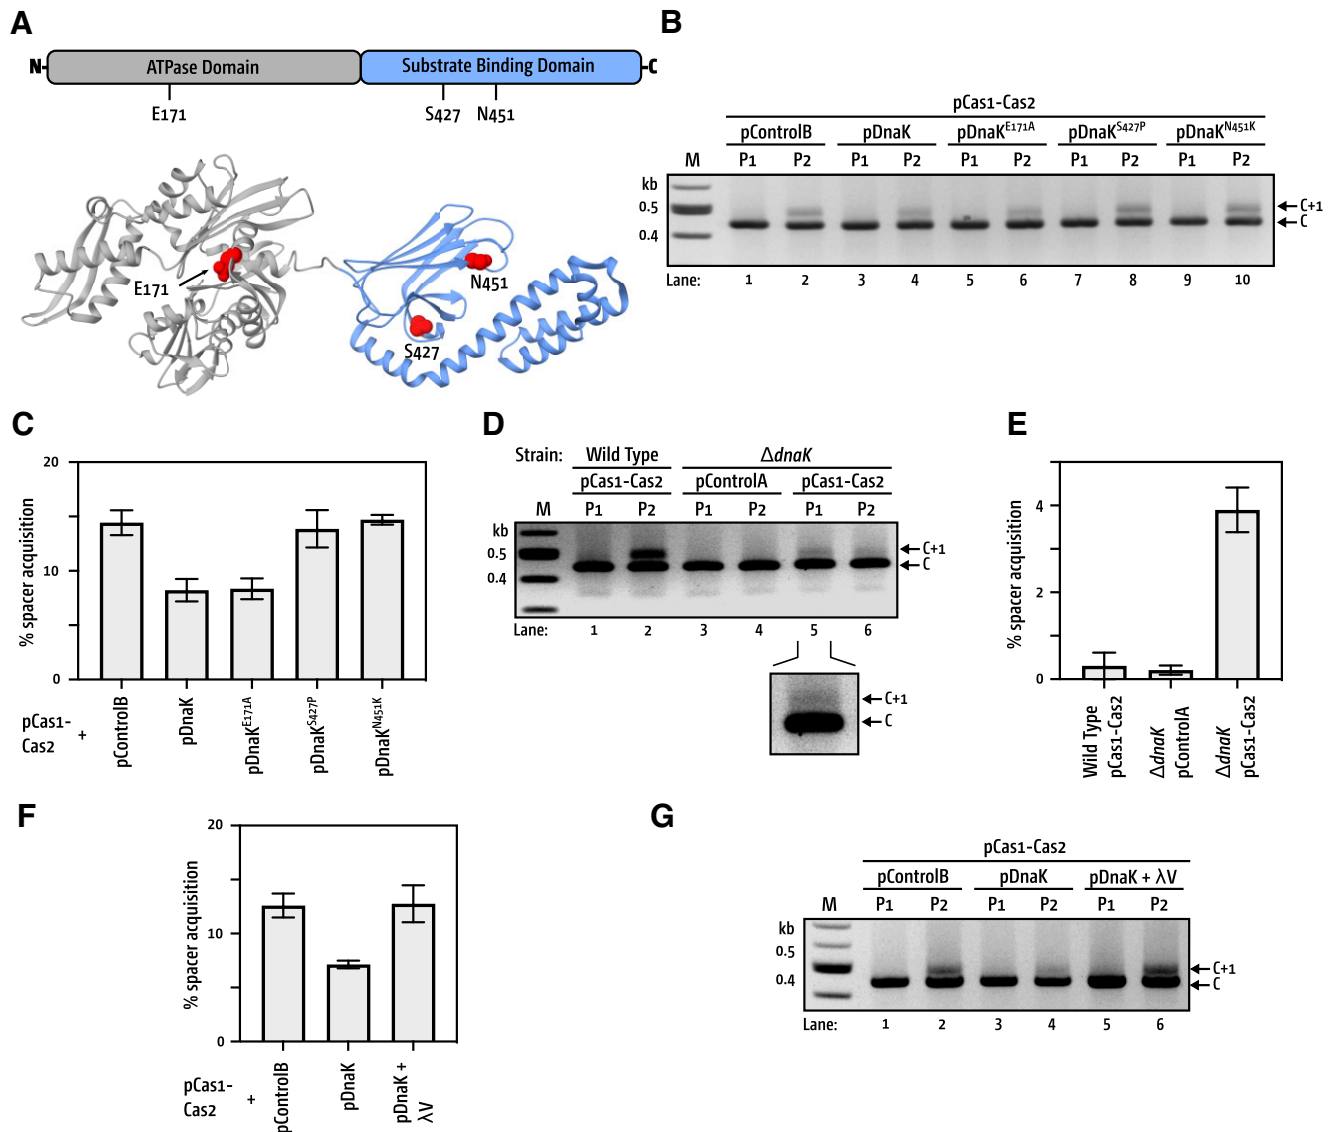 A
N
ATPase Domain
Substrate Binding Domain
C
E171
S427
N451
E171
N451
S427
B
pCas1-Cas2
pControlB
pDnaK
pDnaKE171A
pDnaKS427P
pDnaKN451K
M
P1 P2 P1 P2 P1 P2 P1 P2 P1 P2
kb
0.5
0.4
C+1
C
Lane: 1 2 3 4 5 6 7 8 9 10
C
% spacer acquisition
20
10
0
pCas1-
Cas2
+
pControlB
pDnaK
pDnaKE171A
pDnaKS427P
pDnaKN451K
D
Strain: Wild Type ΔdnaK
pCas1-Cas2 pControlA pCas1-Cas2
M P1 P2 P1 P2 P1 P2
kb
0.5
0.4
C+1
C
Lane: 1 2 3 4 5 6
C+1
C
E
% spacer acquisition
4
2
0
Wild Type
pCas1-Cas2
ΔdnaK
pControlA
ΔdnaK
pCas1-Cas2
F
% spacer acquisition
20
10
0
pCas1-
Cas2
+
pControlB
pDnaK
pDnaK +
λV
G
pCas1-Cas2
pControlB pDnaK pDnaK + λV
M P1 P2 P1 P2 P1 P2
kb
0.5
0.4
C+1
C
Lane: 1 2 3 4 5 6